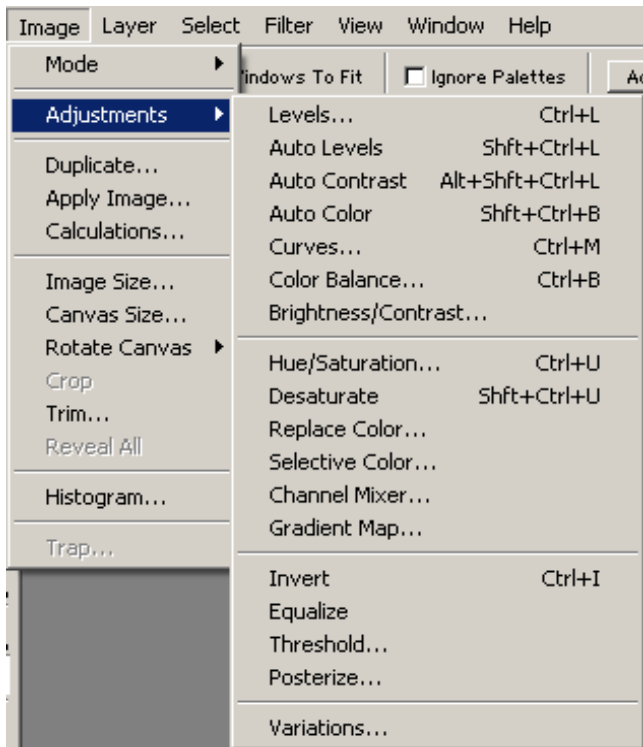 Image Layer Select Filter View Window Help
indows To Fit Ignore Palettes
Mode
Adjustments
Duplicate...
Apply Image...
Calculations...
Image Size...
Canvas Size...
Rotate Canvas
Crop
Trim...
Reveal All
Histogram...
Trap...
Levels... Ctrl+L
Auto Levels Shft+Ctrl+L
Auto Contrast Alt+Shft+Ctrl+L
Auto Color Shft+Ctrl+B
Curves... Ctrl+M
Color Balance... Ctrl+B
Brightness/Contrast...
Hue/Saturation... Ctrl+U
Desaturate Shft+Ctrl+U
Replace Color...
Selective Color...
Channel Mixer...
Gradient Map...
Invert Ctrl+I
Equalize
Threshold...
Posterize...
Variations...